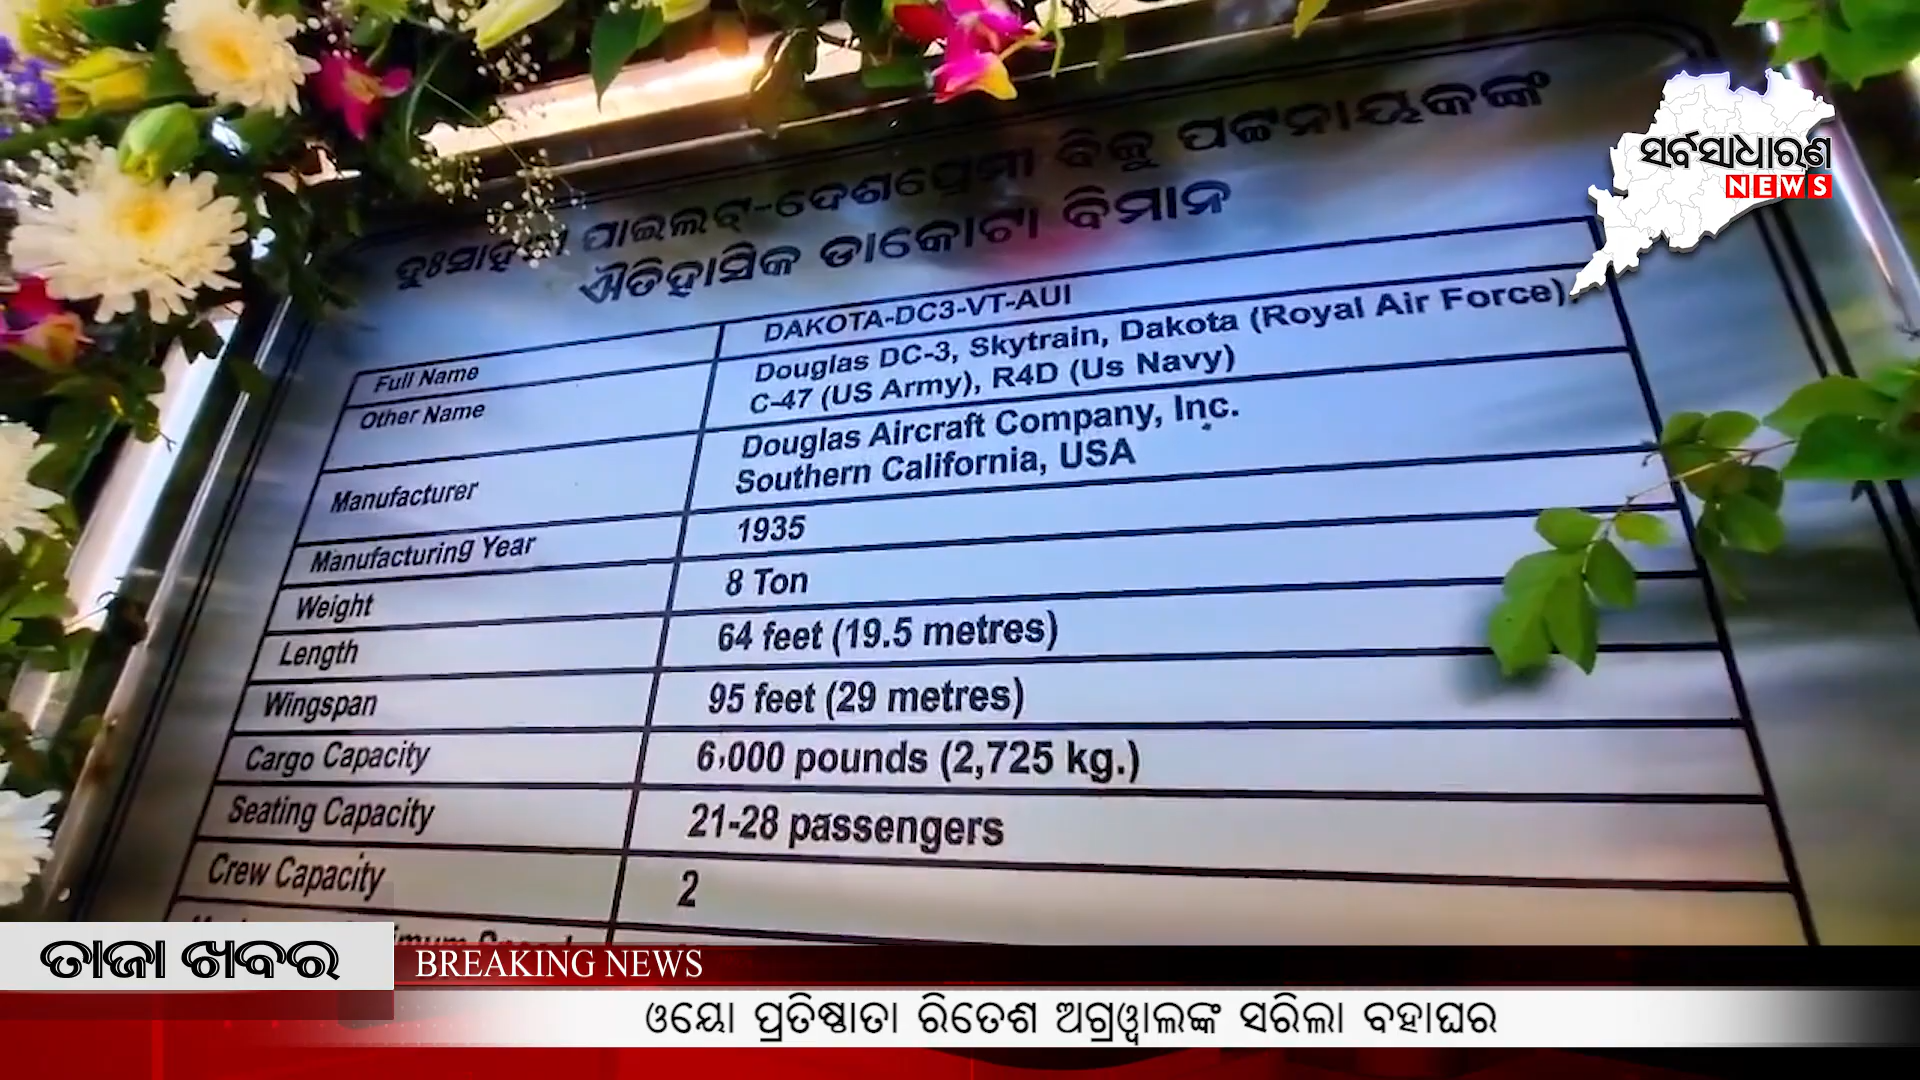 ଦୁଃସାହସୀ ପାଇଲଟ୍-ଦେଶପ୍ରେମୀ ବିଜୁ ପଟ୍ଟନାୟକଙ୍କ
ଐତିହାସିକ ଡାକୋଟା ବିମାନ
ସର୍ବସାଧାରଣ
NEWS
Full Name DAKOTA-DC3-VT-AUI
Other Name Douglas DC-3, Skytrain, Dakota (Royal Air Force),
C-47 (US Army), R4D (Us Navy)
Manufacturer Douglas Aircraft Company, Inc.
Southern California, USA
Manufacturing Year 1935
Weight 8 Ton
Length 64 feet (19.5 metres)
Wingspan 95 feet (29 metres)
Cargo Capacity 6,000 pounds (2,725 kg.)
Seating Capacity 21-28 passengers
Crew Capacity 2
ତାଜା ଖବର
BREAKING NEWS
ଓୟୋ ପ୍ରତିଷ୍ଠାତା ରିତେଶ ଅଗ୍ରୱାଲଙ୍କ ସରିଲା ବହାଘର